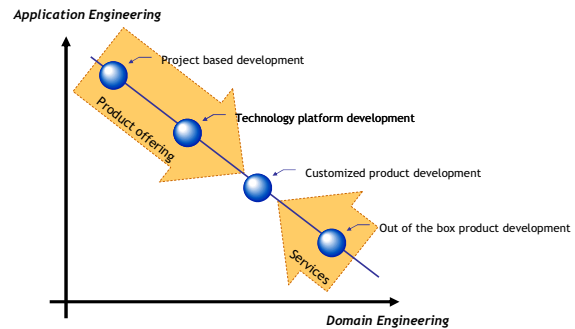 Application Engineering
Project based development
Product offering
Technology platform development
Customized product development
Out of the box product development
Services
Domain Engineering